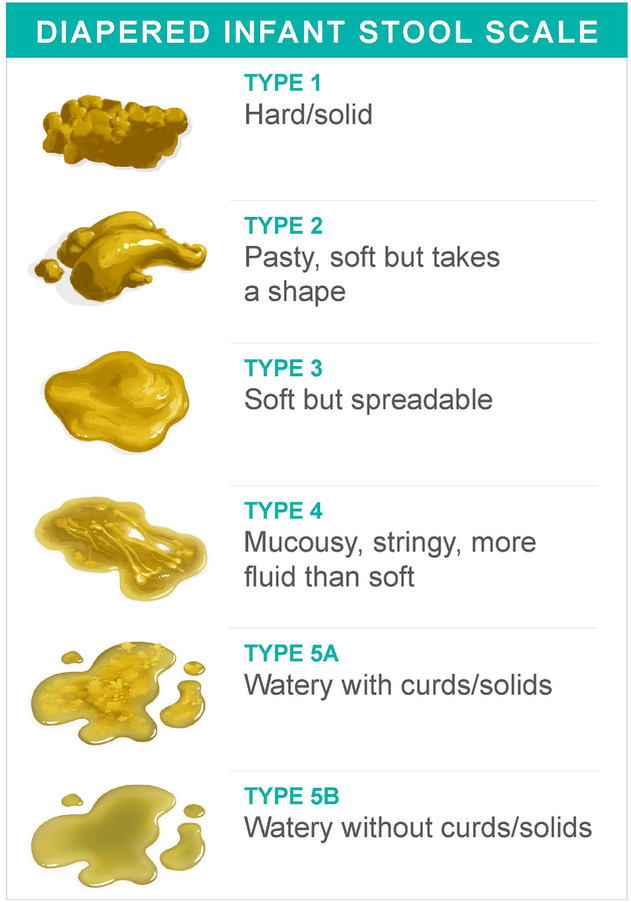 DIAPERED INFANT STOOL SCALE
TYPE 1
Hard/solid
TYPE 2
Pasty, soft but takes
a shape
TYPE 3
Soft but spreadable
TYPE 4
Mucousy, stringy, more
fluid than soft
TYPE 5A
Watery with curds/solids
TYPE 5B
Watery without curds/solids